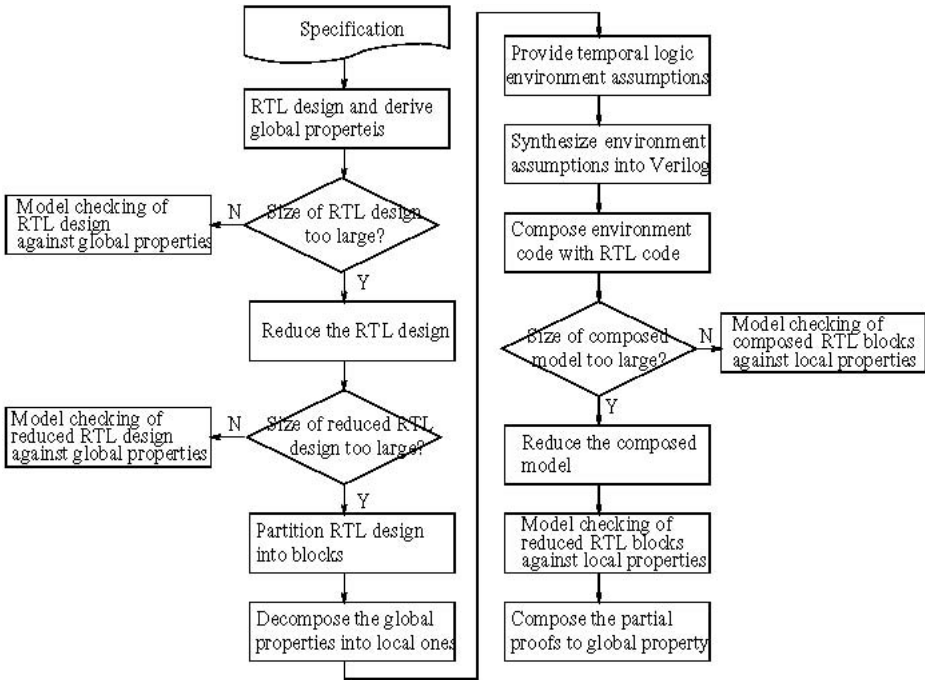 Specification
RTL design and derive
global properteis
Size of RTL design
too large?
N
Model checking of
RTL design
against global properties
Y
Reduce the RTL design
Size of reduced RTL
design too large?
N
Model checking of
reduced RTL design
against global properties
Y
Partition RTL design
into blocks
Decompose the global
properties into local ones
Provide temporal logic
environment assumptions
Synthesize environment
assumptions into Verilog
Compose environment
code with RTL code
Size of composed
model too large?
N
Model checking of
composed RTL blocks
against local properties
Y
Reduce the composed
model
Model checking of
reduced RTL blocks
against local properties
Compose the partial
proofs to global property